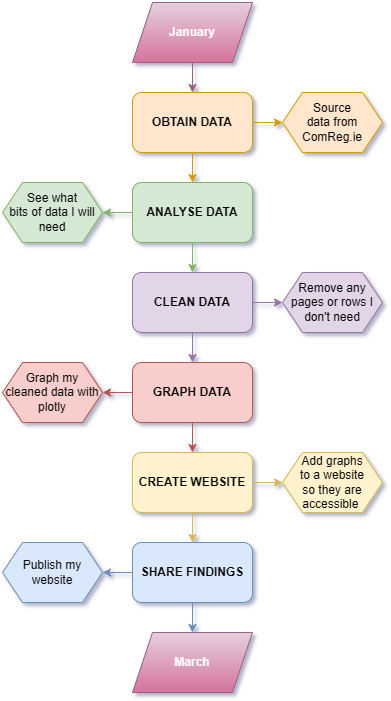 January
OBTAIN DATA
Source
data from
ComReg.ie
See what
bits of data I will
need
ANALYSE DATA
CLEAN DATA
Remove any
pages or rows I
don't need
Graph my
cleaned data with
plotly
GRAPH DATA
CREATE WEBSITE
Add graphs
to a website
so they are
accessible
Publish my
website
SHARE FINDINGS
March